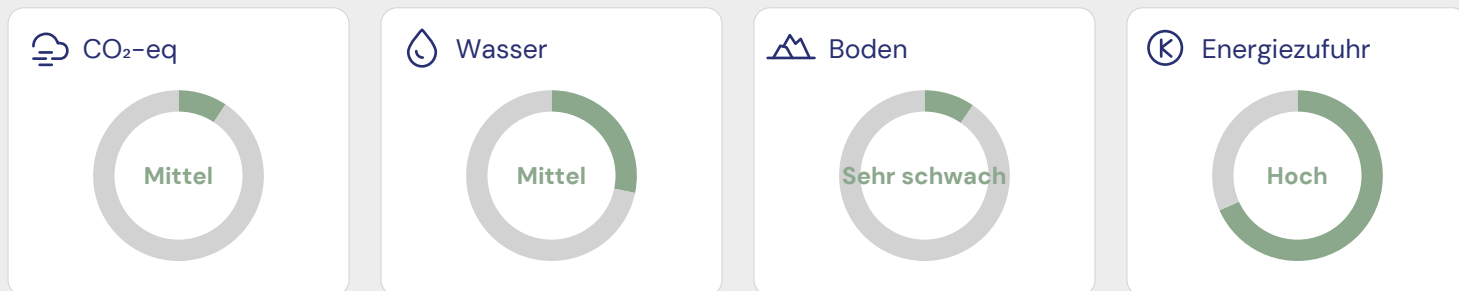 CO₂-eq
Mittel
Wasser
Mittel
Boden
Sehr schwach
Energiezufuhr
Hoch